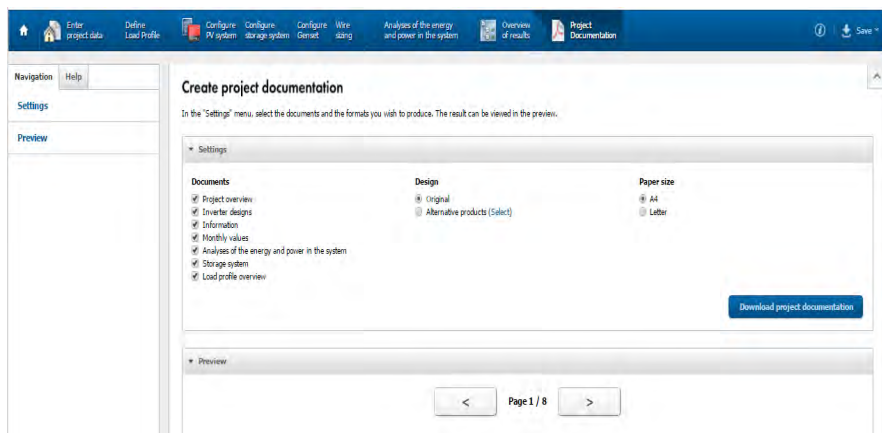 Enter
project data
Define
Load Profile
Configure
PV system
Configure
storage system
Configure
Genset
Wire
sizing
Analyses of the energy
and power in the system
Overview
of results
Project
Documentation
Save
Navigation
Help
Settings
Preview
Create project documentation
In the "Settings" menu, select the documents and the formats you wish to produce. The result can be viewed in the preview.
Settings
Documents
Project overview
Inverter designs
Information
Monthly values
Analyses of the energy and power in the system
Storage system
Load profile overview
Design
Original
Alternative products (Select)
Paper size
A4
Letter
Download project documentation
Preview
<
Page 1 / 8
>